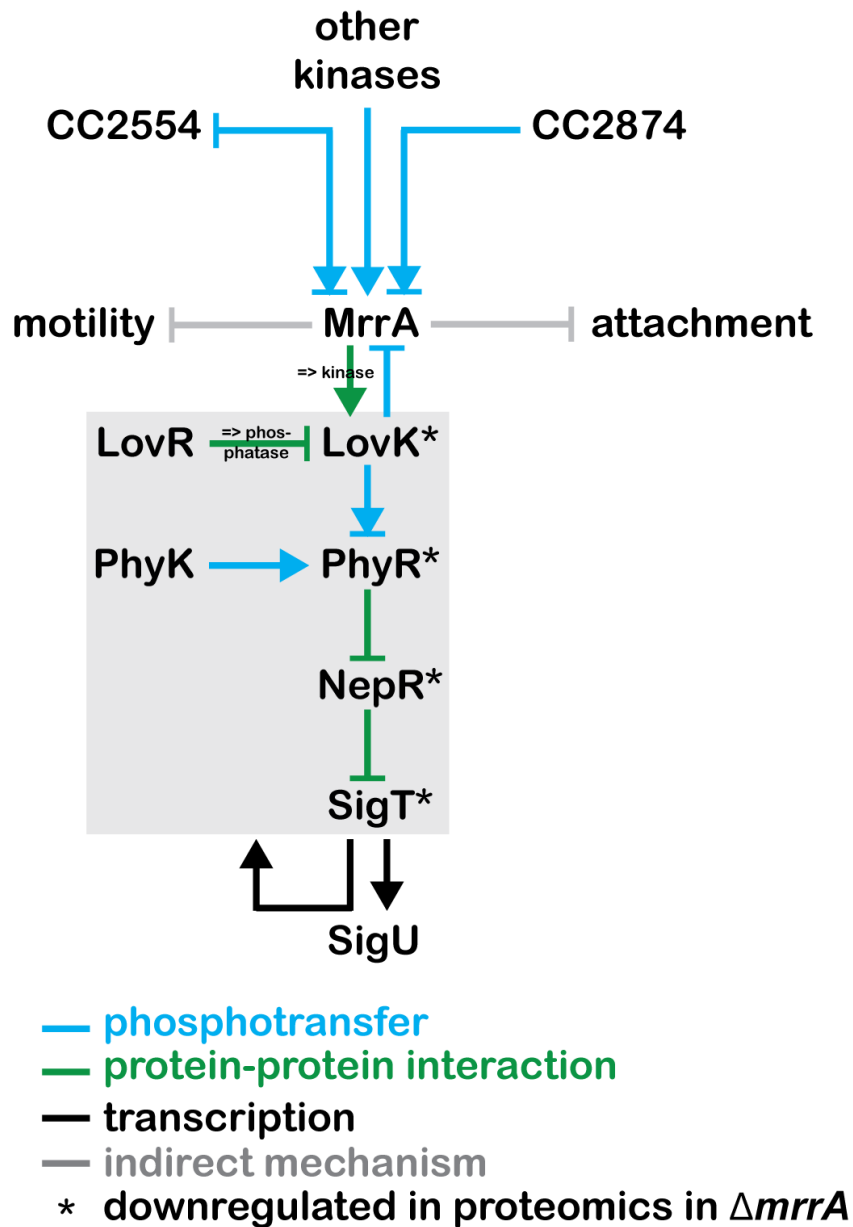 other
kinases
CC2554
CC2874
motility
MrrA
attachment
=> kinase
LovR
=> phos-
phatase
LovK*
PhyK
PhyR*
NepR*
SigT*
SigU
phosphotransfer
protein-protein interaction
transcription
indirect mechanism
* downregulated in proteomics in ΔmrrA